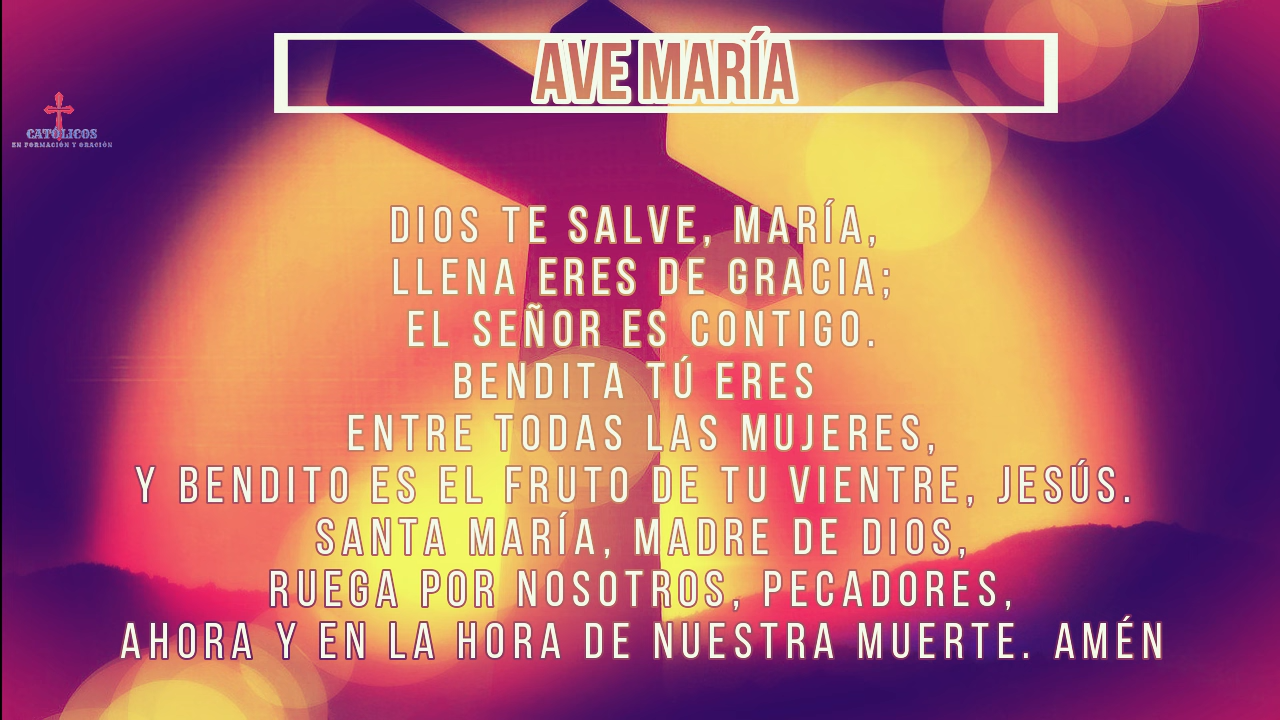 AVE MARÍA
CATÓLICOS
EN FORMACIÓN Y ORACIÓN
DIOS TE SALVE, MARÍA,
LLENA ERES DE GRACIA;
EL SEÑOR ES CONTIGO.
BENDITA TÚ ERES
ENTRE TODAS LAS MUJERES,
Y BENDITO ES EL FRUTO DE TU VIENTRE, JESÚS.
SANTA MARÍA, MADRE DE DIOS,
RUEGA POR NOSOTROS, PECADORES,
AHORA Y EN LA HORA DE NUESTRA MUERTE. AMÉN